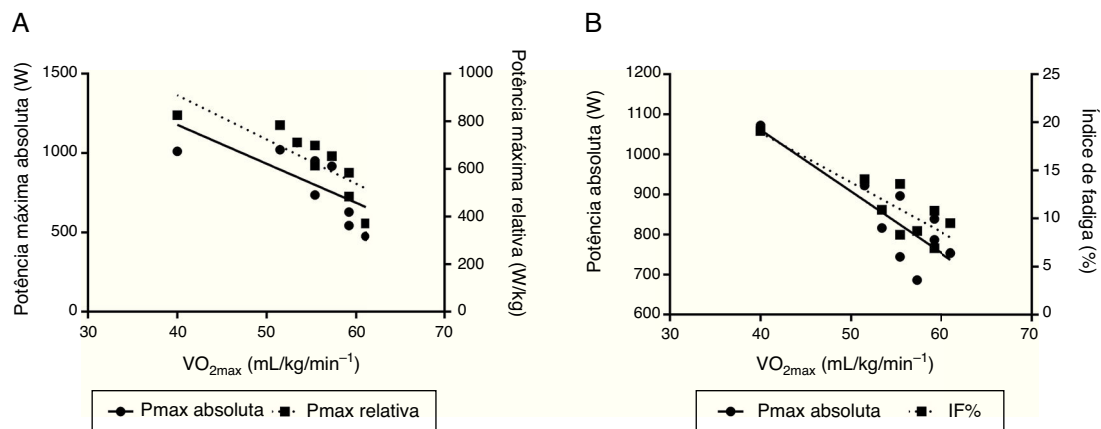 A
Potência máxima absoluta (W)
1500
1000
500
0
Potência máxima relativa (W/kg)
1000
800
600
400
200
0
30
40
50
60
70
VO2max (mL/kg/min−1)
Pmax absoluta
Pmax relativa
B
Potência absoluta (W)
1200
1100
1000
900
800
700
600
Índice de fadiga (%)
25
20
15
10
5
0
30
40
50
60
70
VO2max (mL/kg/min−1)
Pmax absoluta
IF%